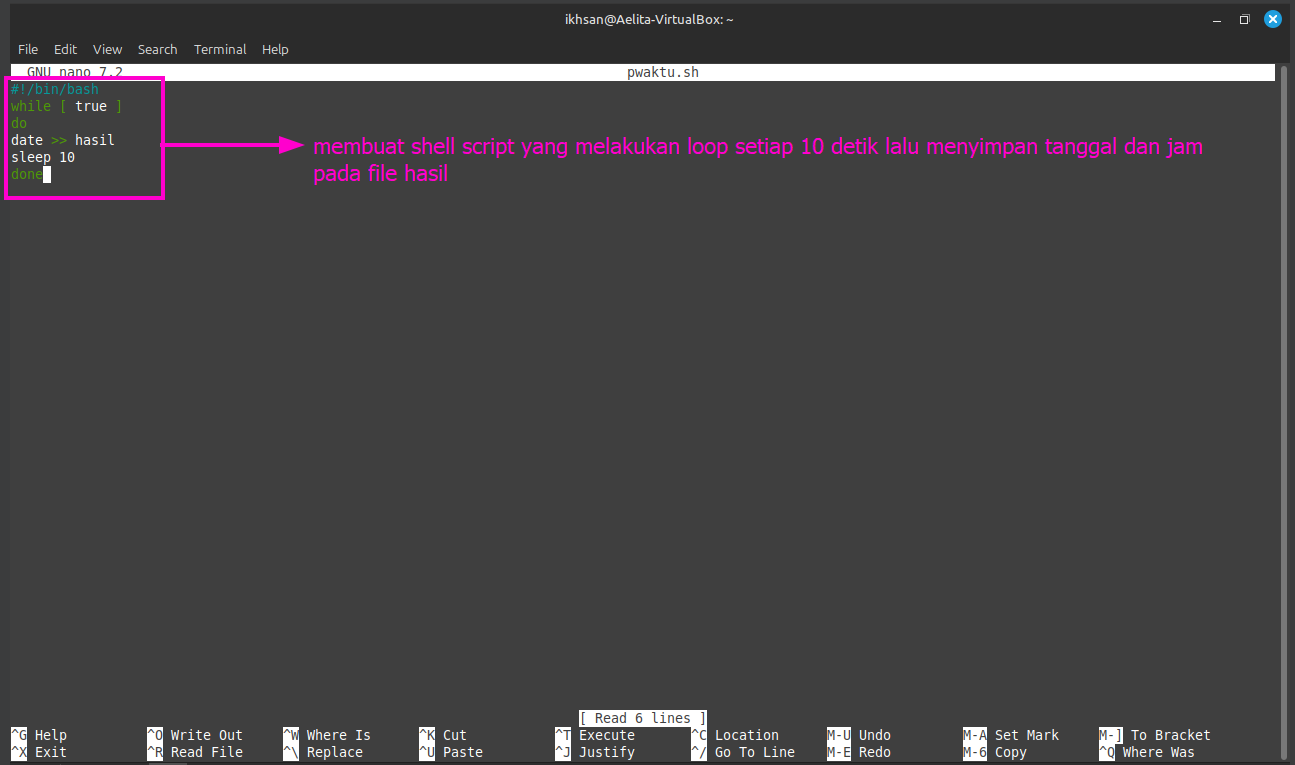 ikhsan@Aelita-VirtualBox: ~
File Edit View Search Terminal Help
GNU nano 7.2 pwaktu.sh
#!/bin/bash
while [ true ]
do
date >> hasil
sleep 10
done
membuat shell script yang melakukan loop setiap 10 detik lalu menyimpan tanggal dan jam
pada file hasil
[ Read 6 lines ]
^G Help ^O Write Out ^W Where Is ^K Cut ^T Execute ^C Location M-U Undo M-A Set Mark M-] To Bracket
^X Exit ^R Read File ^\ Replace ^U Paste ^J Justify ^/ Go To Line M-E Redo M-6 Copy ^Q Where Was